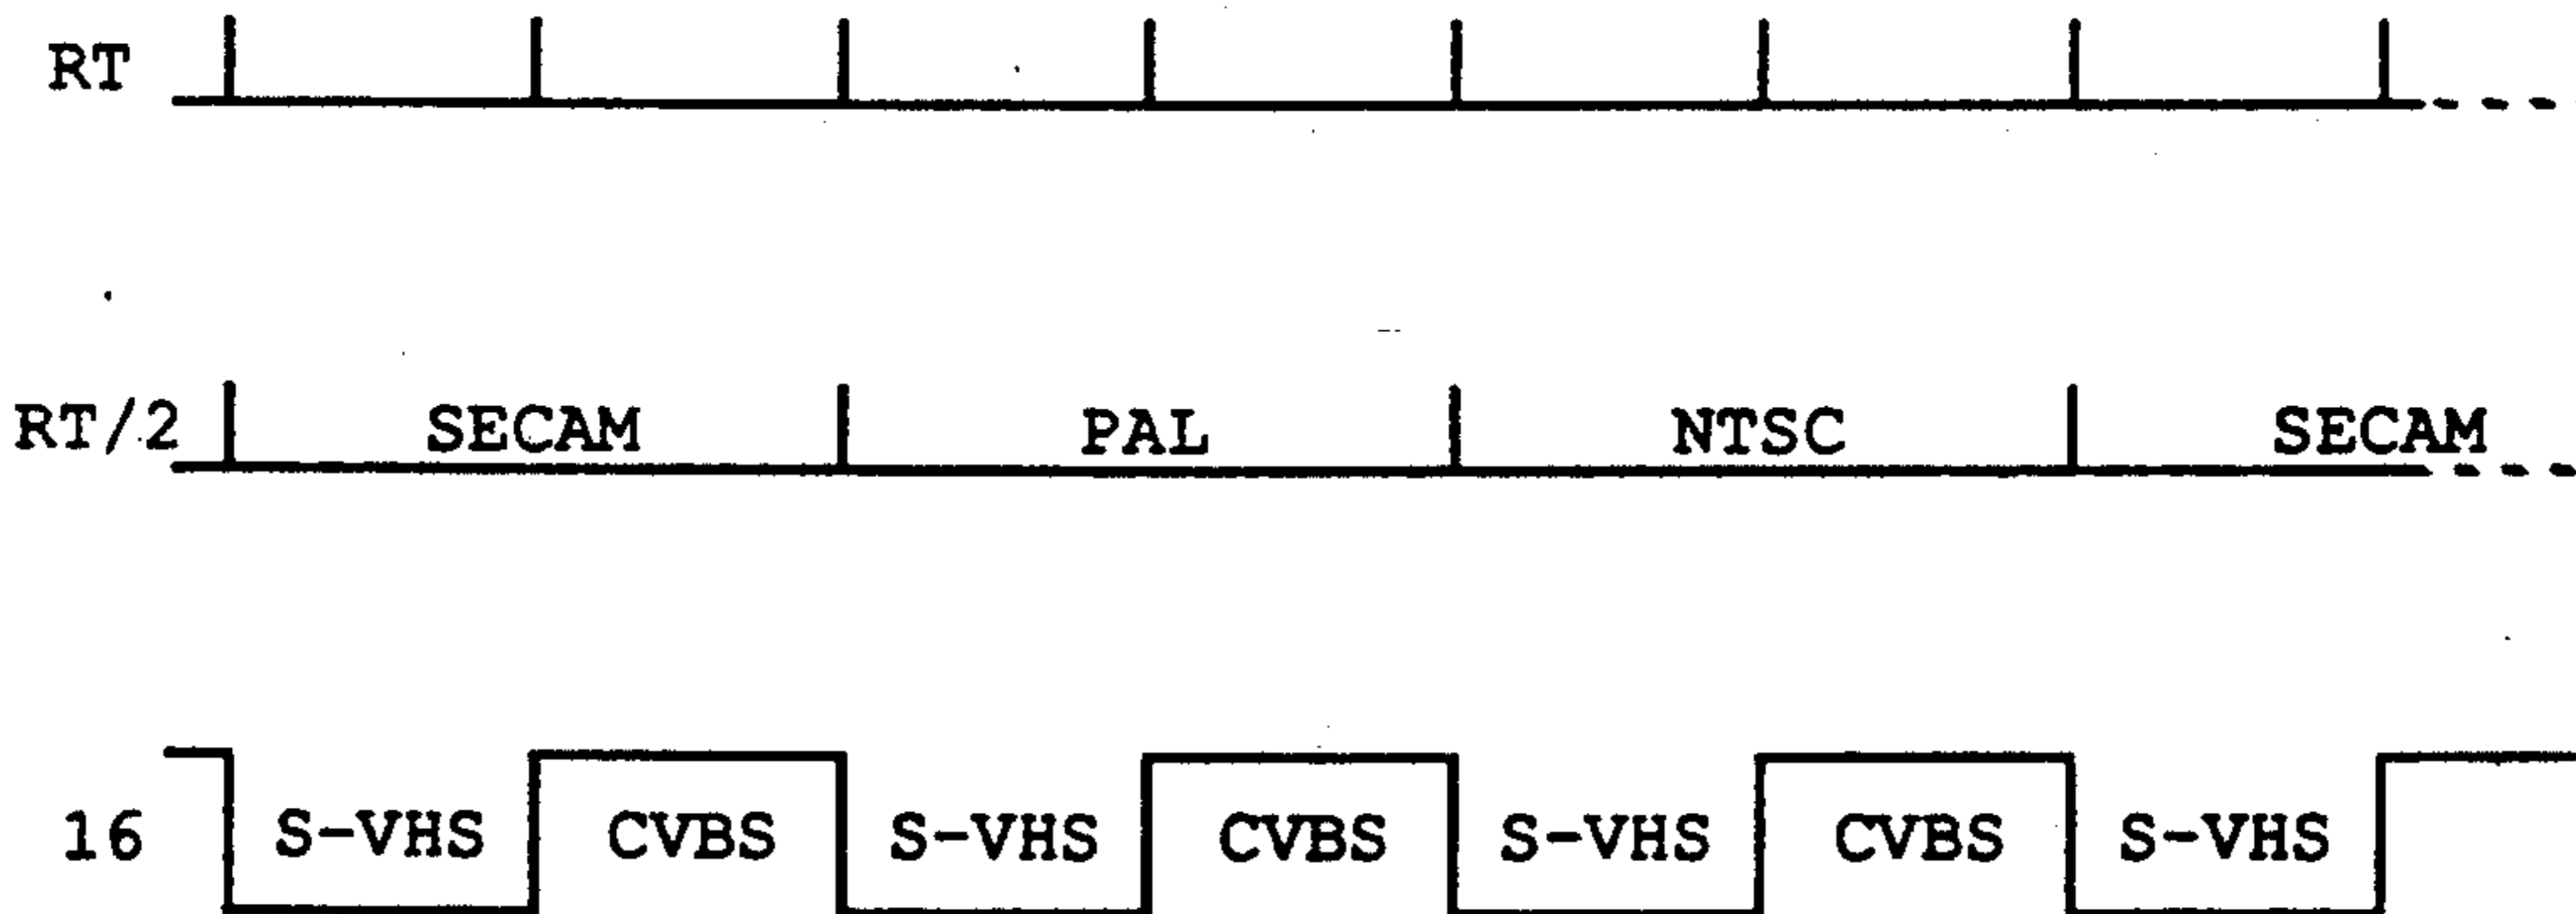 RT
RT/2 SECAM PAL NTSC SECAM
16 S-VHS CVBS S-VHS CVBS S-VHS CVBS S-VHS